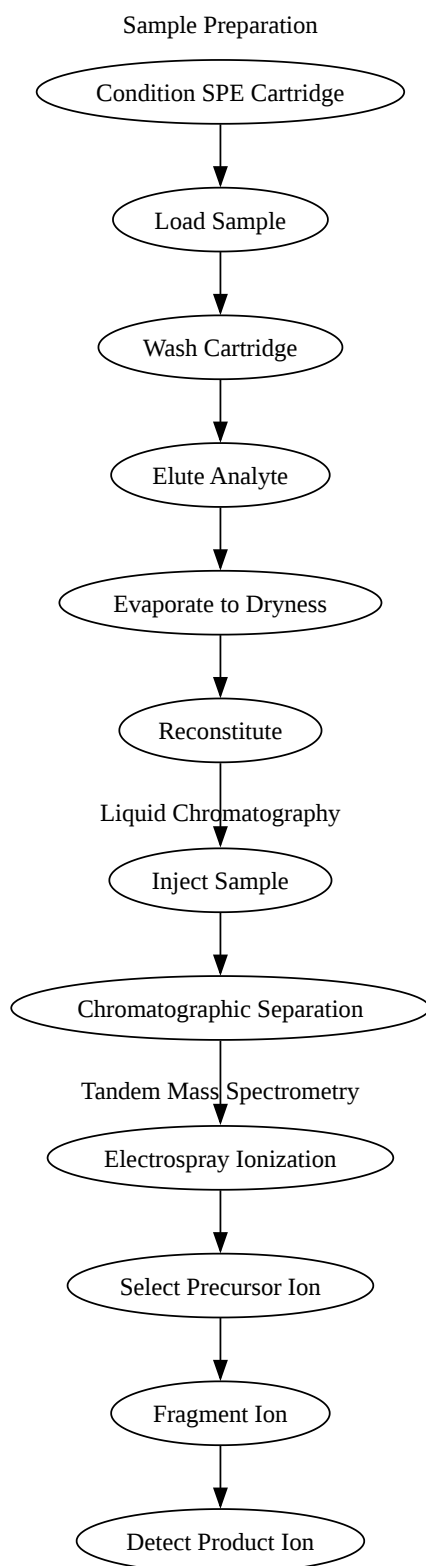 Sample Preparation
Condition SPE Cartridge
Load Sample
Wash Cartridge
Elute Analyte
Evaporate to Dryness
Reconstitute
Liquid Chromatography
Inject Sample
Chromatographic Separation
Tandem Mass Spectrometry
Electrospray Ionization
Select Precursor Ion
Fragment Ion
Detect Product Ion